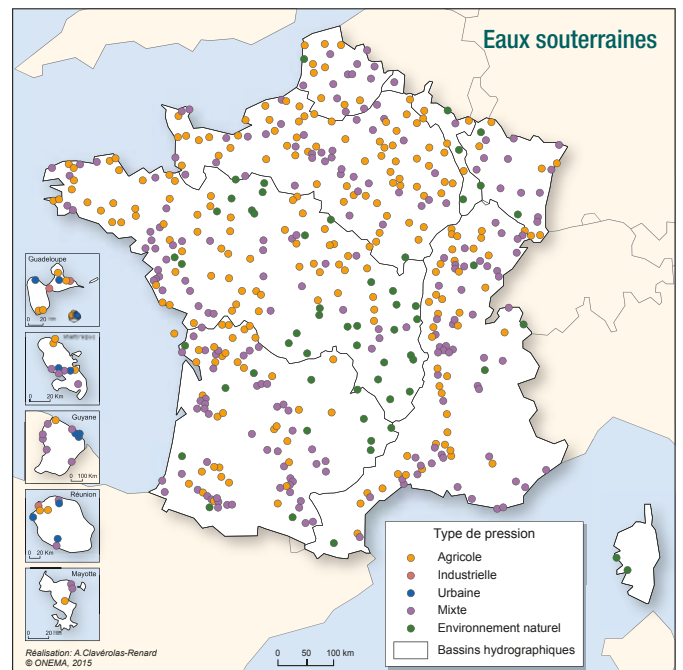 Eaux souterraines
Guadeloupe
0 20 km
Martinique
0 20 Km
Guyane
0 100 Km
Réunion
0 20 Km
Mayotte
0 20 km
Type de pression
Agricole
Industrielle
Urbaine
Mixte
Environnement naturel
Bassins hydrographiques
Réalisation: A.Clavérolas-Renard
© ONEMA, 2015
0 50 100 km